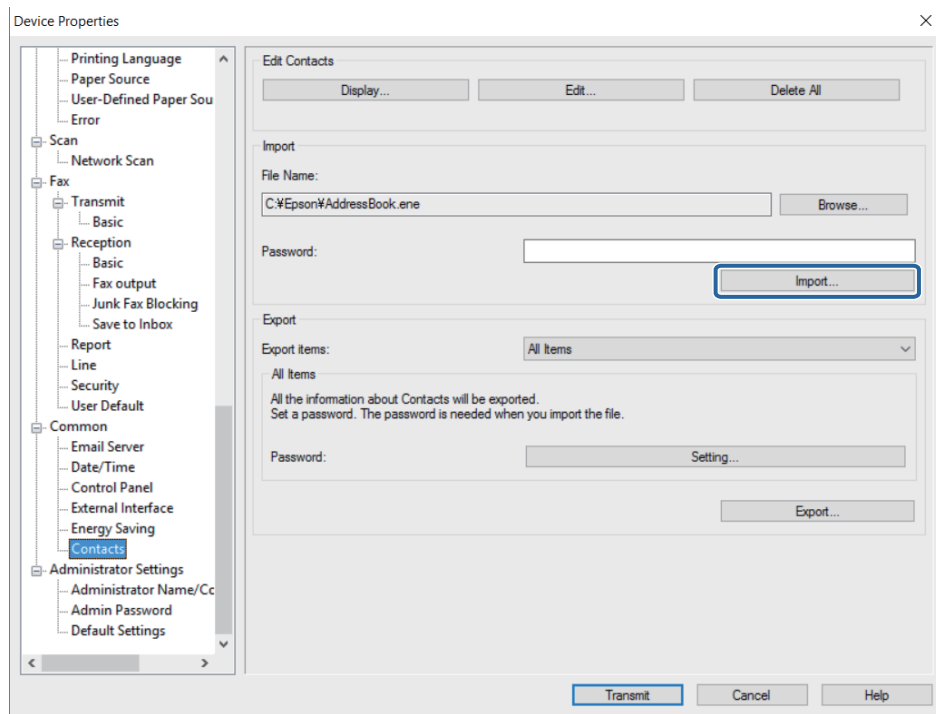 Device Properties
Printing Language
Paper Source
User-Defined Paper Sou
Error
Scan
Network Scan
Fax
Transmit
Basic
Reception
Basic
Fax output
Junk Fax Blocking
Save to Inbox
Report
Line
Security
User Default
Common
Email Server
Date/Time
Control Panel
External Interface
Energy Saving
Contacts
Administrator Settings
Administrator Name/Cc
Admin Password
Default Settings
Edit Contacts
Display... Edit... Delete All
Import
File Name:
C:¥Epson¥AddressBook.ene Browse...
Password:
Import...
Export
Export items: All Items
All Items
All the information about Contacts will be exported.
Set a password. The password is needed when you import the file.
Password: Setting...
Export...
Transmit Cancel Help